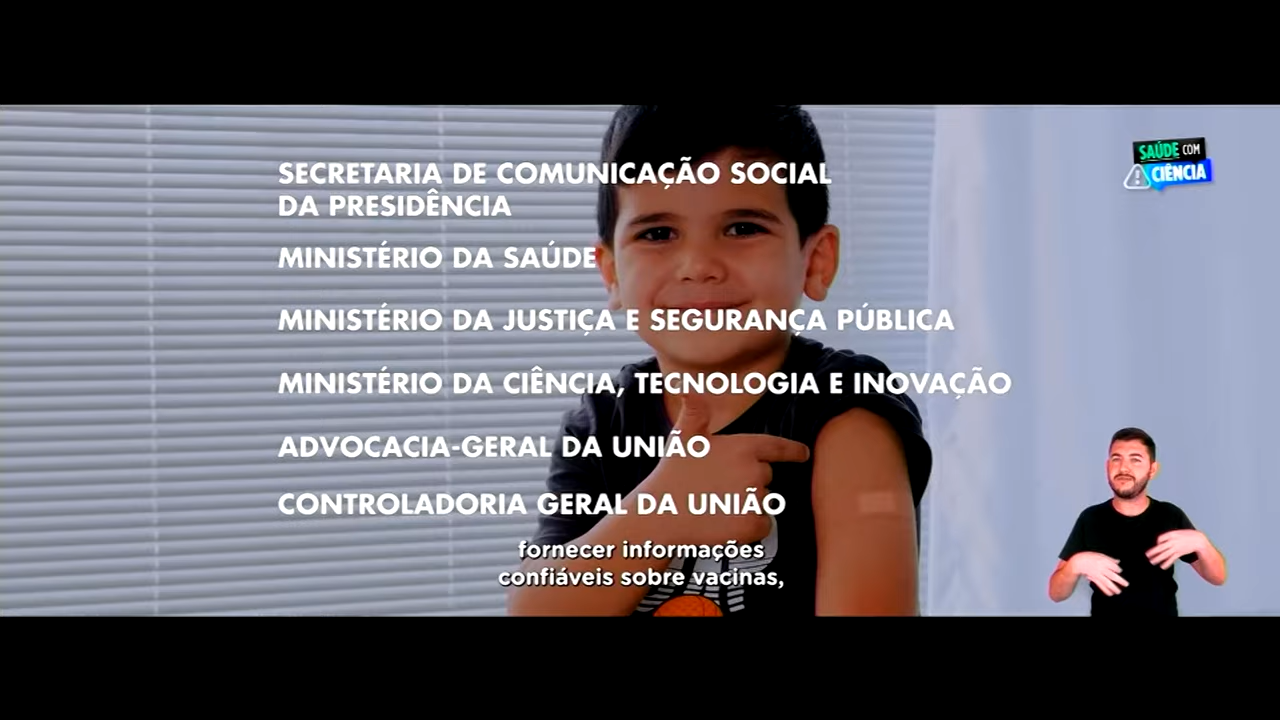 SECRETARIA DE COMUNICAÇÃO SOCIAL
DA PRESIDÊNCIA
MINISTÉRIO DA SAÚDE
MINISTÉRIO DA JUSTIÇA E SEGURANÇA PÚBLICA
MINISTÉRIO DA CIÊNCIA, TECNOLOGIA E INOVAÇÃO
ADVOCACIA-GERAL DA UNIÃO
CONTROLADORIA GERAL DA UNIÃO
fornecer informações
confiáveis sobre vacinas,
SAÚDE COM
CIÊNCIA